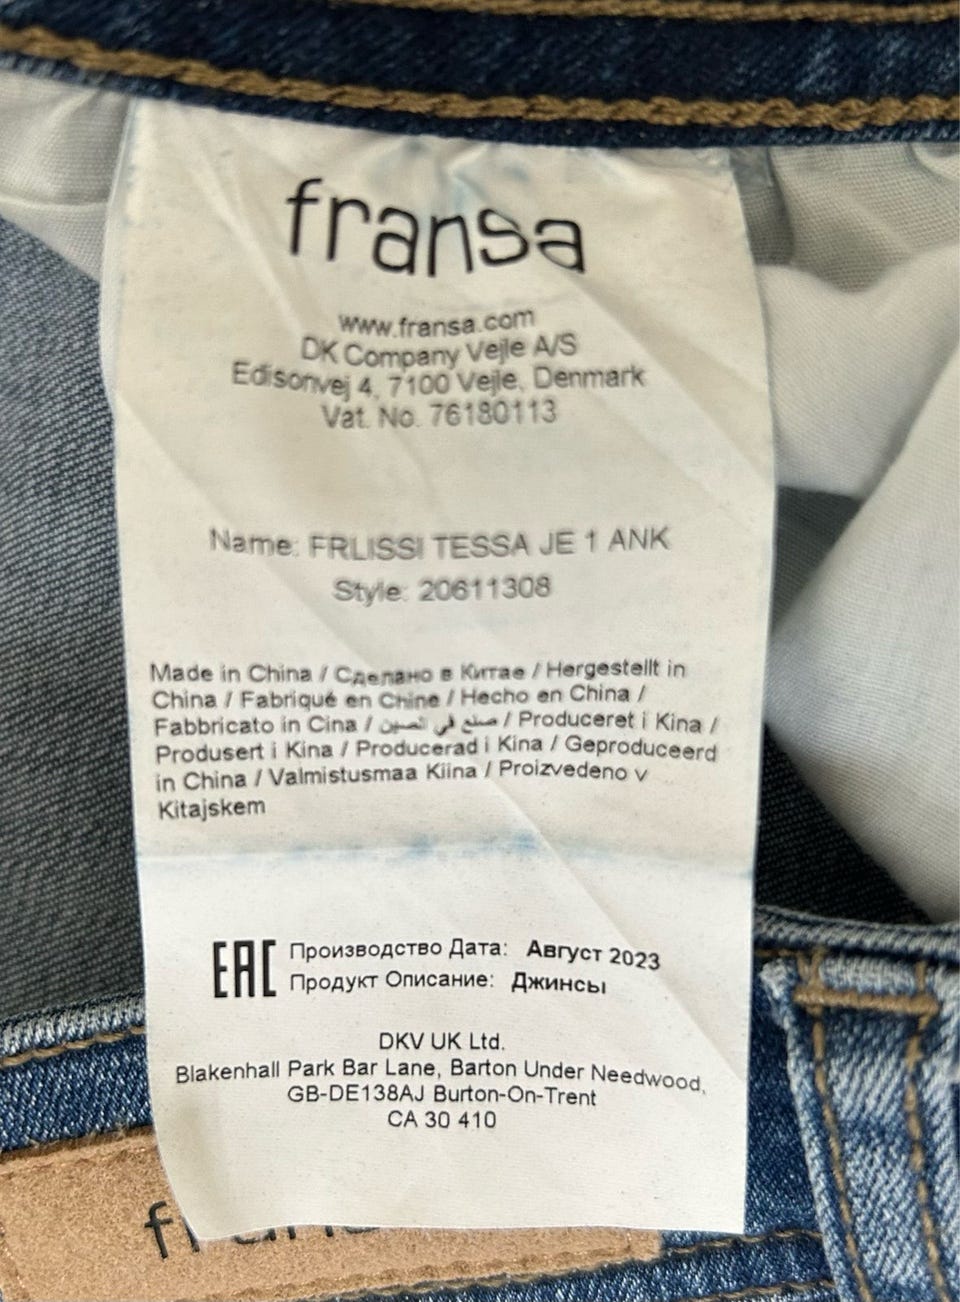 fransa
www.fransa.com
DK Company Vejle A/S
Edisonvej 4, 7100 Vejle, Denmark
Vat. No. 76180113
Name: FRLISSI TESSA JE 1 ANK
Style: 20611308
Made in China / Сделано в Китае / Hergestellt in
China / Fabriqué en Chine / Hecho en China /
Fabbricato in Cina / صنع في الصين / Produceret i Kina /
Produsert i Kina / Producerad i Kina / Geproduceerd
in China / Valmistusmaa Kiina / Proizvedeno v
Kitajskem
EAC Производство Дата: Август 2023
Продукт Описание: Джинсы
DKV UK Ltd.
Blakenhall Park Bar Lane, Barton Under Needwood,
GB-DE138AJ Burton-On-Trent
CA 30 410